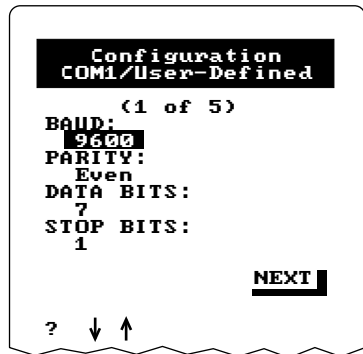 Configuration
COM1/User-Defined
(1 of 5)
BAUD:
9600
PARITY:
Even
DATA BITS:
7
STOP BITS:
1
NEXT
? ↓ ↑